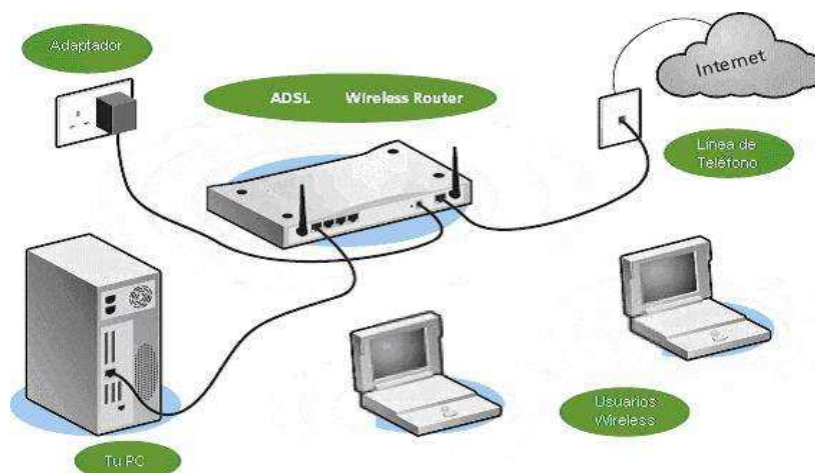 Adaptador
ADSL Wireless Router
Internet
Línea de
Teléfono
Usuarios
Wireless
Tu PC